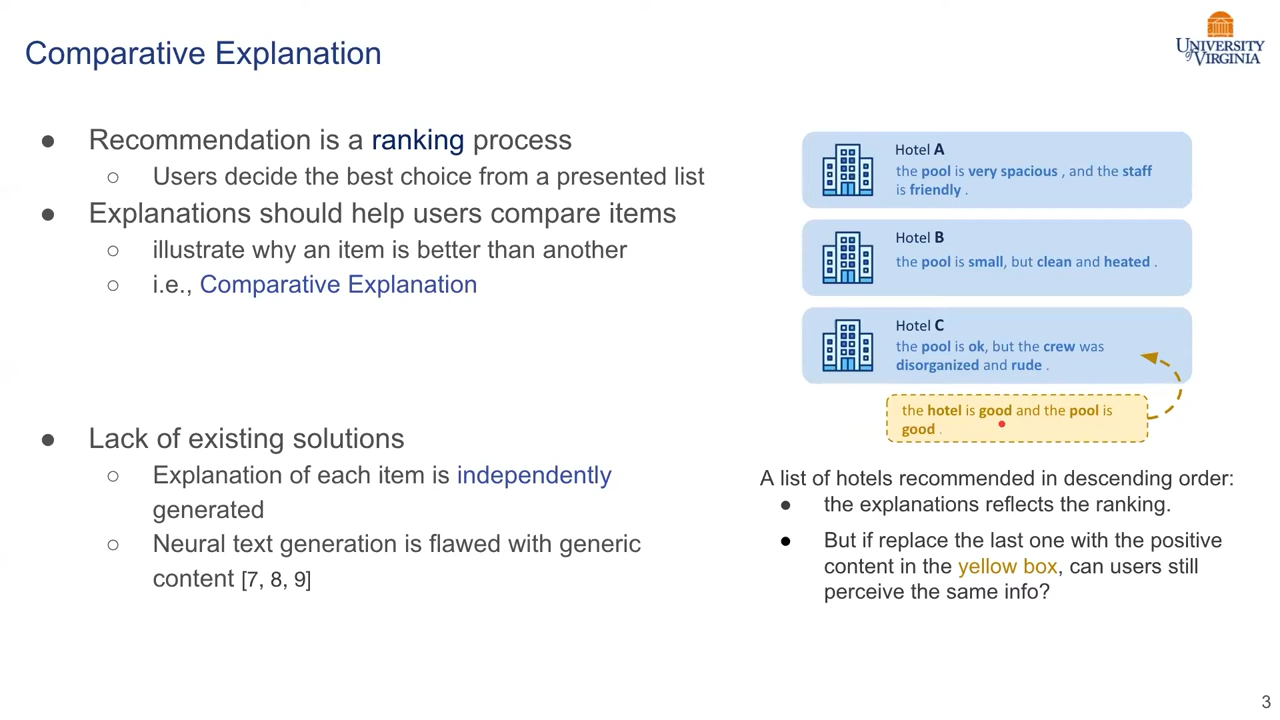 Comparative Explanation
UNIVERSITY
of VIRGINIA
● Recommendation is a ranking process
○ Users decide the best choice from a presented list
● Explanations should help users compare items
○ illustrate why an item is better than another
○ i.e., Comparative Explanation
● Lack of existing solutions
○ Explanation of each item is independently
generated
○ Neural text generation is flawed with generic
content [7, 8, 9]
Hotel A
the pool is very spacious , and the staff
is friendly .
Hotel B
the pool is small, but clean and heated .
Hotel C
the pool is ok, but the crew was
disorganized and rude .
the hotel is good and the pool is
good .
A list of hotels recommended in descending order:
● the explanations reflects the ranking.
● But if replace the last one with the positive
content in the yellow box, can users still
perceive the same info?
3